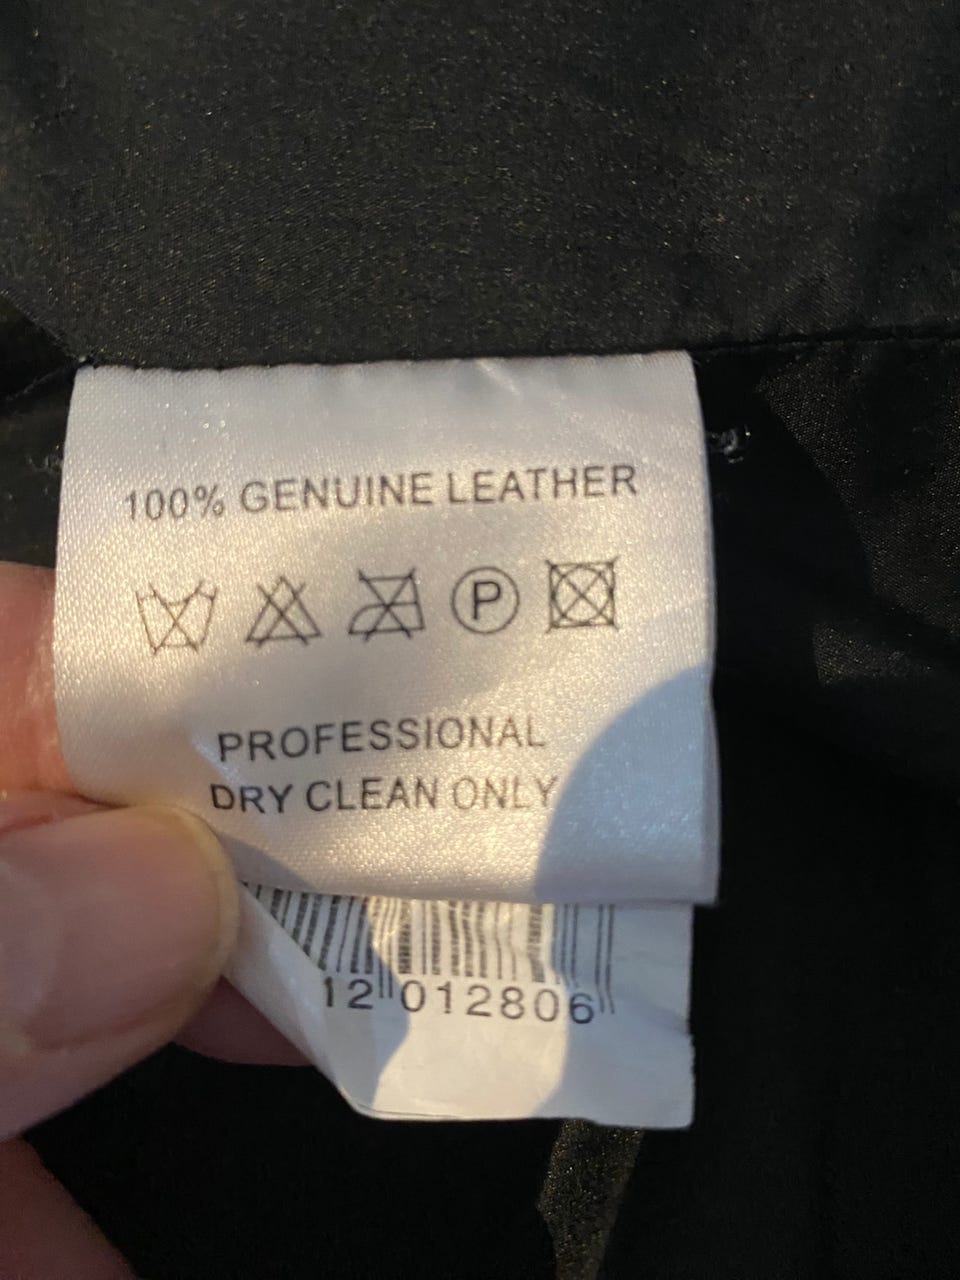 100% GENUINE LEATHER
P
PROFESSIONAL
DRY CLEAN ONLY
12 012806